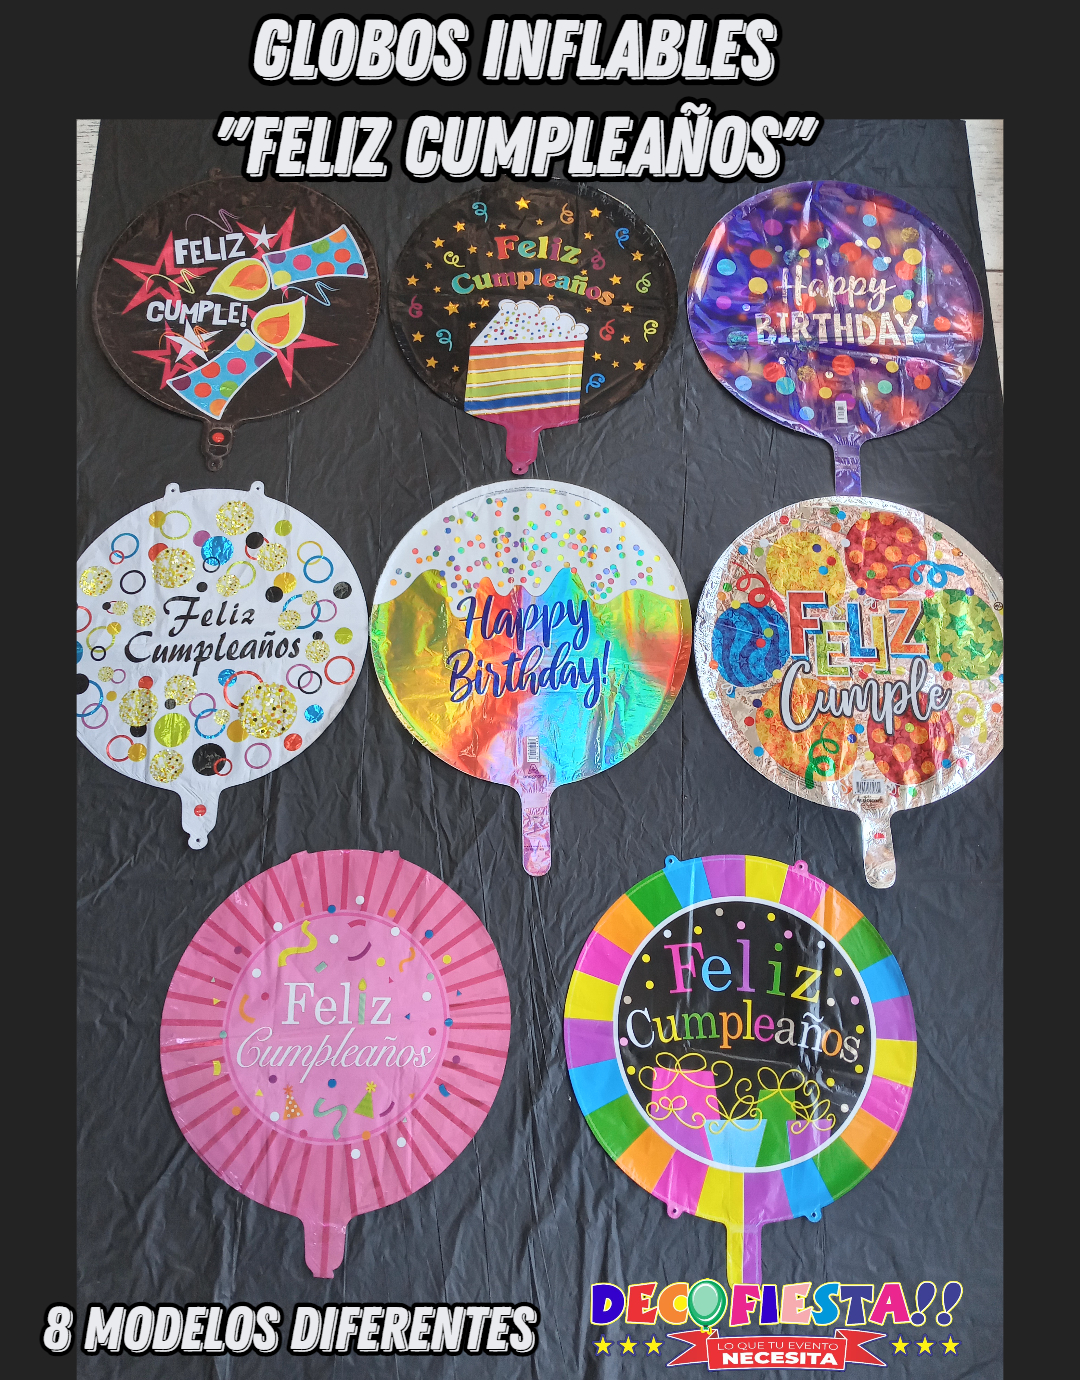 GLOBOS INFLABLES
"FELIZ CUMPLEAÑOS"
FELIZ
CUMPLE!
Feliz
Cumpleaños
Happy
BIRTHDAY
Feliz
Cumpleaños
Happy
Birthday!
FELIZ
Cumple
Feliz
Cumpleaños
Feliz
Cumpleaños
8 MODELOS DIFERENTES
DECOFIESTA!!
LO QUE TU EVENTO
NECESITA